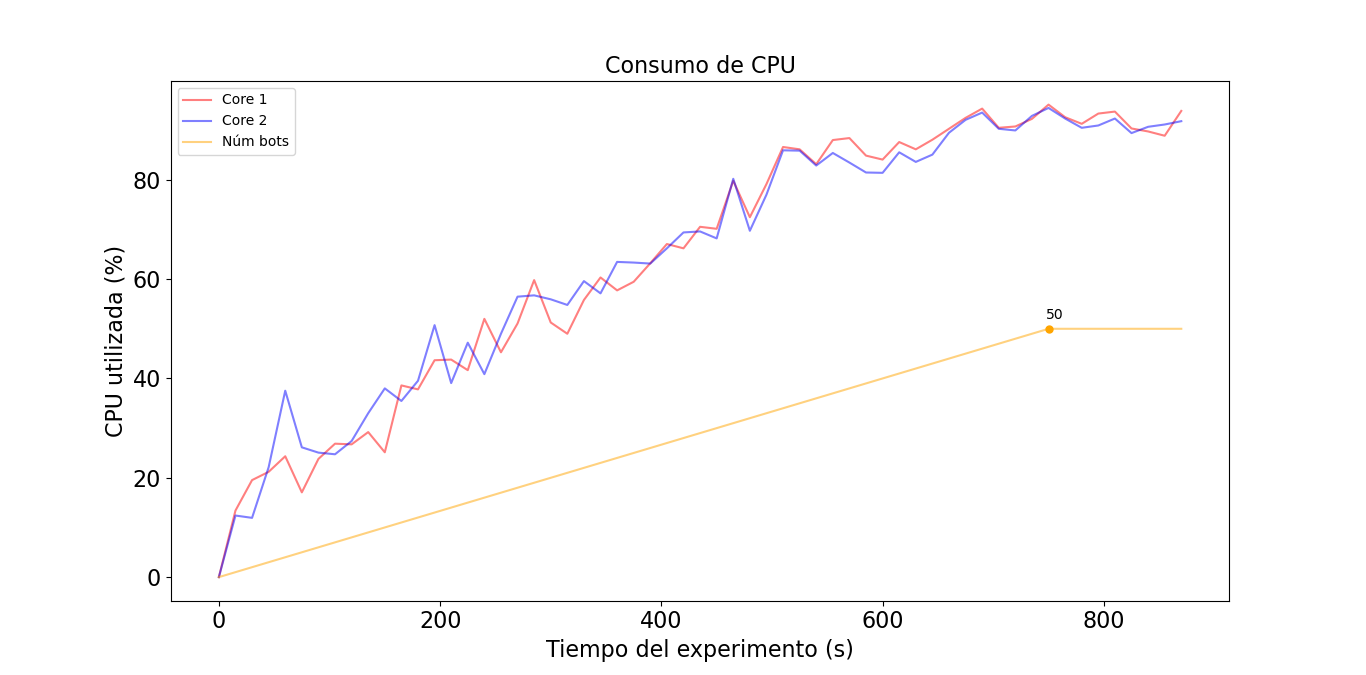 Consumo de CPU
Core 1
Core 2
Núm bots
CPU utilizada (%)
80
60
40
20
0
50
0 200 400 600 800
Tiempo del experimento (s)